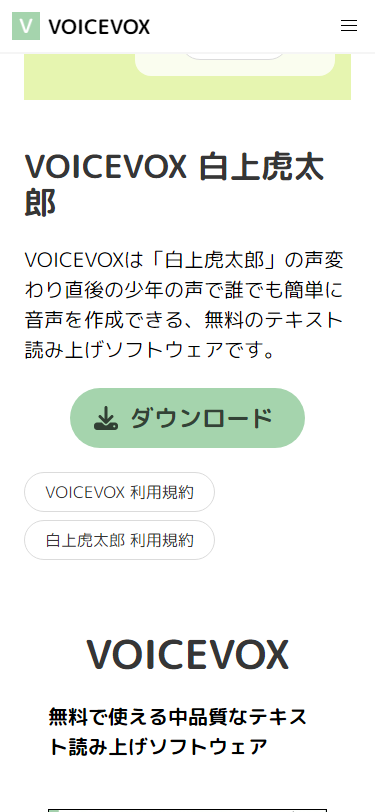 V VOICEVOX
VOICEVOX 白上虎太
郎
VOICEVOXは「白上虎太郎」の声変
わり直後の少年の声で誰でも簡単に
音声を作成できる、無料のテキスト
読み上げソフトウェアです。
ダウンロード
VOICEVOX 利用規約
白上虎太郎 利用規約
VOICEVOX
無料で使える中品質なテキス
ト読み上げソフトウェア